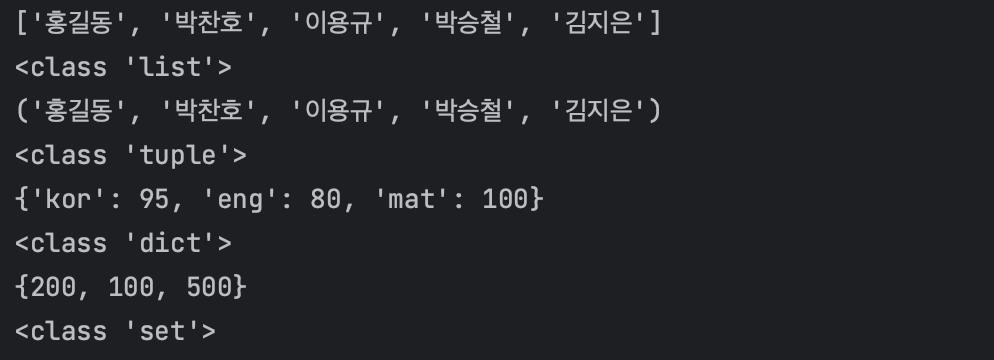 ['홍길동', '박찬호', '이용규', '박승철', '김지은']
<class 'list'>
('홍길동', '박찬호', '이용규', '박승철', '김지은')
<class 'tuple'>
{'kor': 95, 'eng': 80, 'mat': 100}
<class 'dict'>
{200, 100, 500}
<class 'set'>